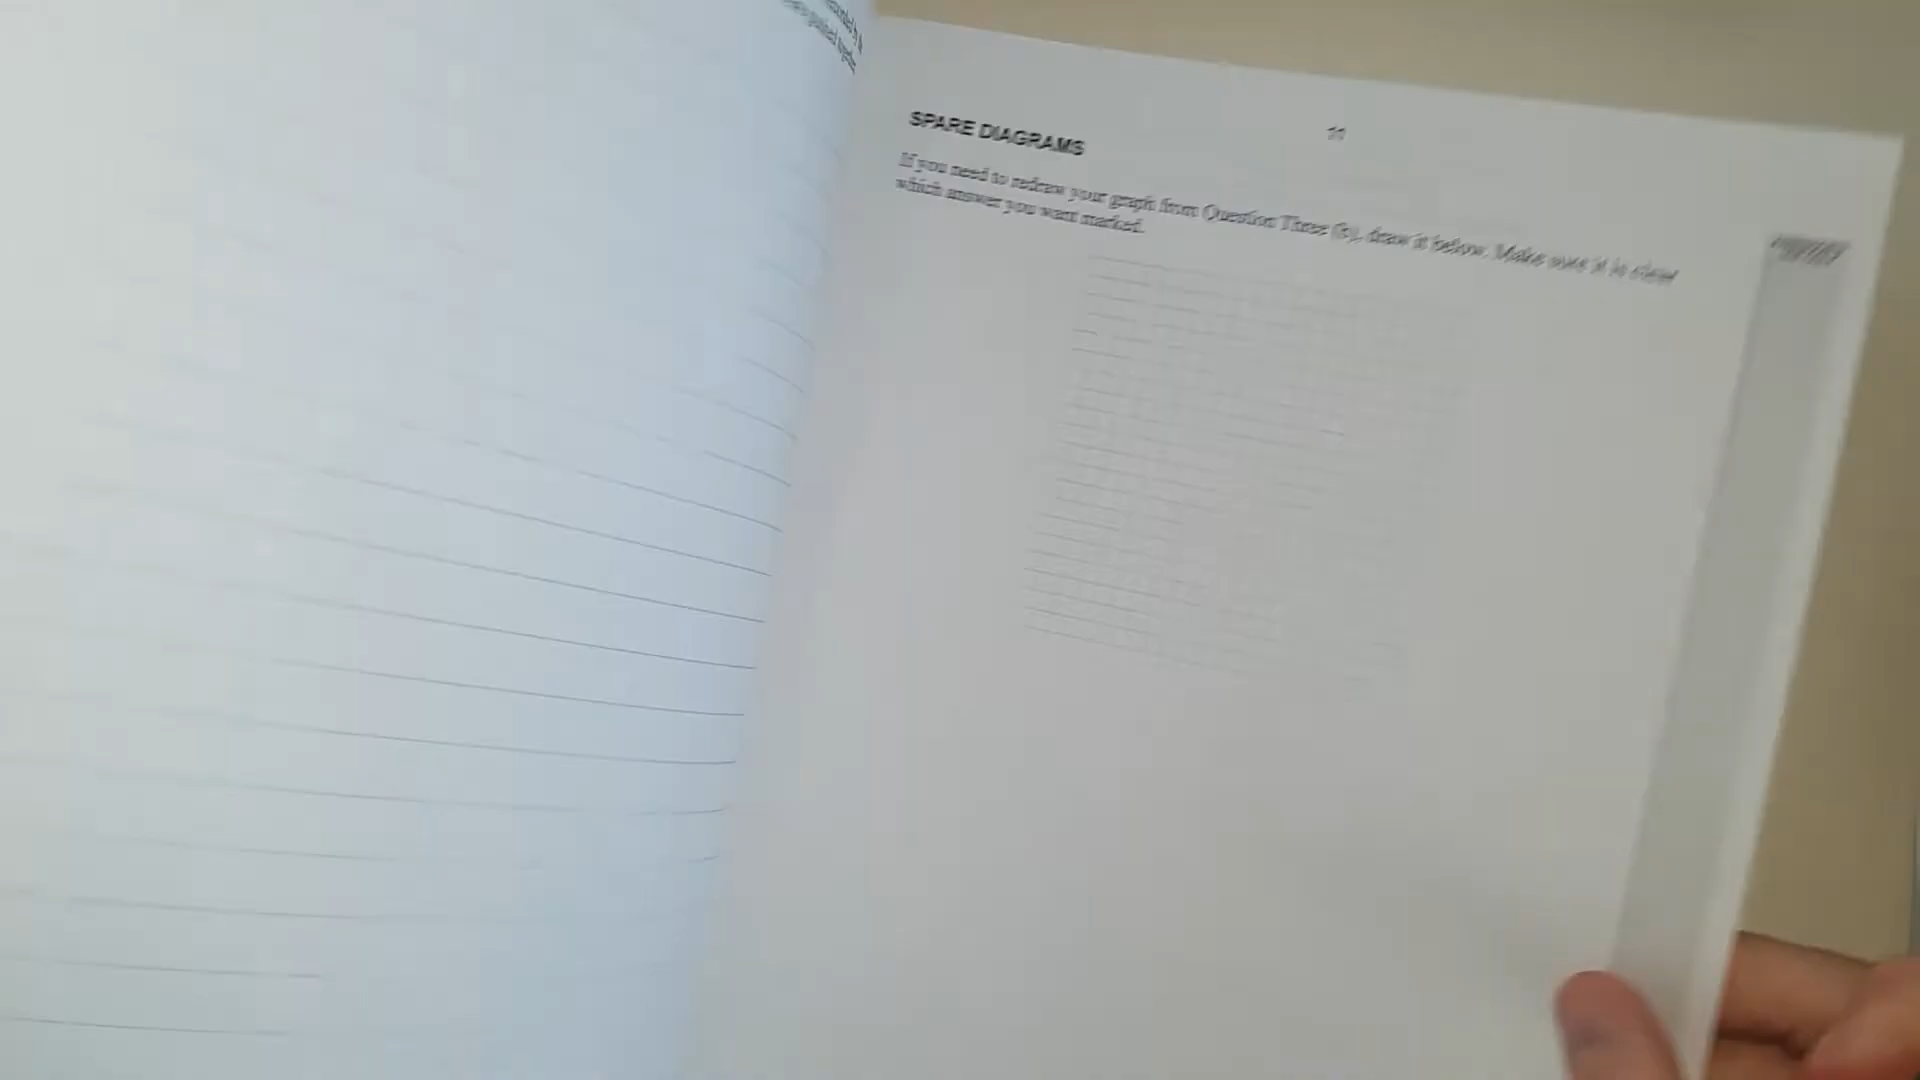 11
SPARE DIAGRAMS
If you need to redraw your graph from Question Three (b), draw it below. Make sure it is clear
which answer you want marked.